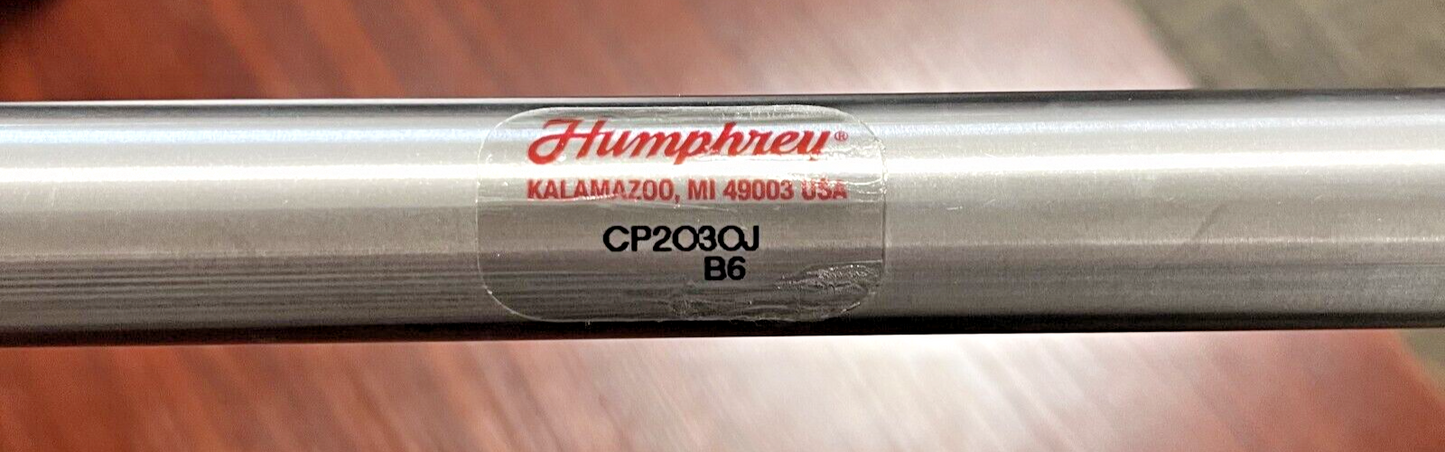 Humphrey®
KALAMAZOO, MI 49003 USA
CP2030J
B6